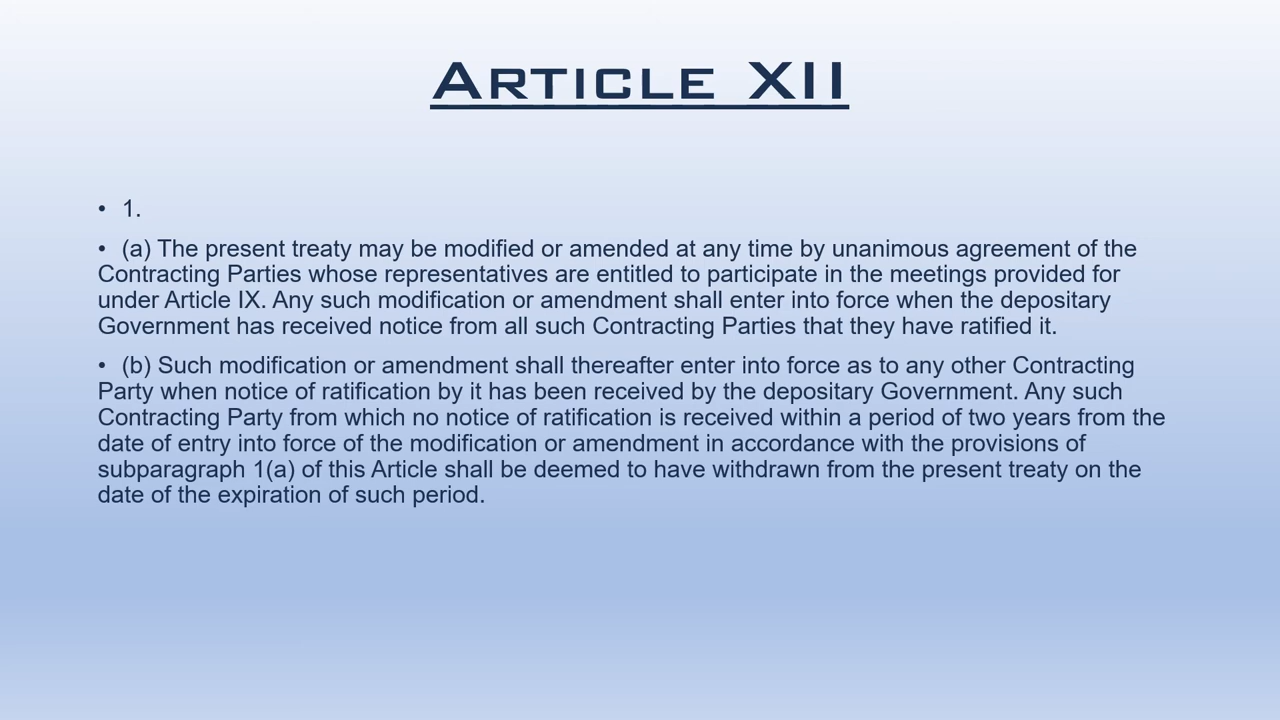 Article XII
• 1.
• (a) The present treaty may be modified or amended at any time by unanimous agreement of the
Contracting Parties whose representatives are entitled to participate in the meetings provided for
under Article IX. Any such modification or amendment shall enter into force when the depositary
Government has received notice from all such Contracting Parties that they have ratified it.
• (b) Such modification or amendment shall thereafter enter into force as to any other Contracting
Party when notice of ratification by it has been received by the depositary Government. Any such
Contracting Party from which no notice of ratification is received within a period of two years from the
date of entry into force of the modification or amendment in accordance with the provisions of
subparagraph 1(a) of this Article shall be deemed to have withdrawn from the present treaty on the
date of the expiration of such period.